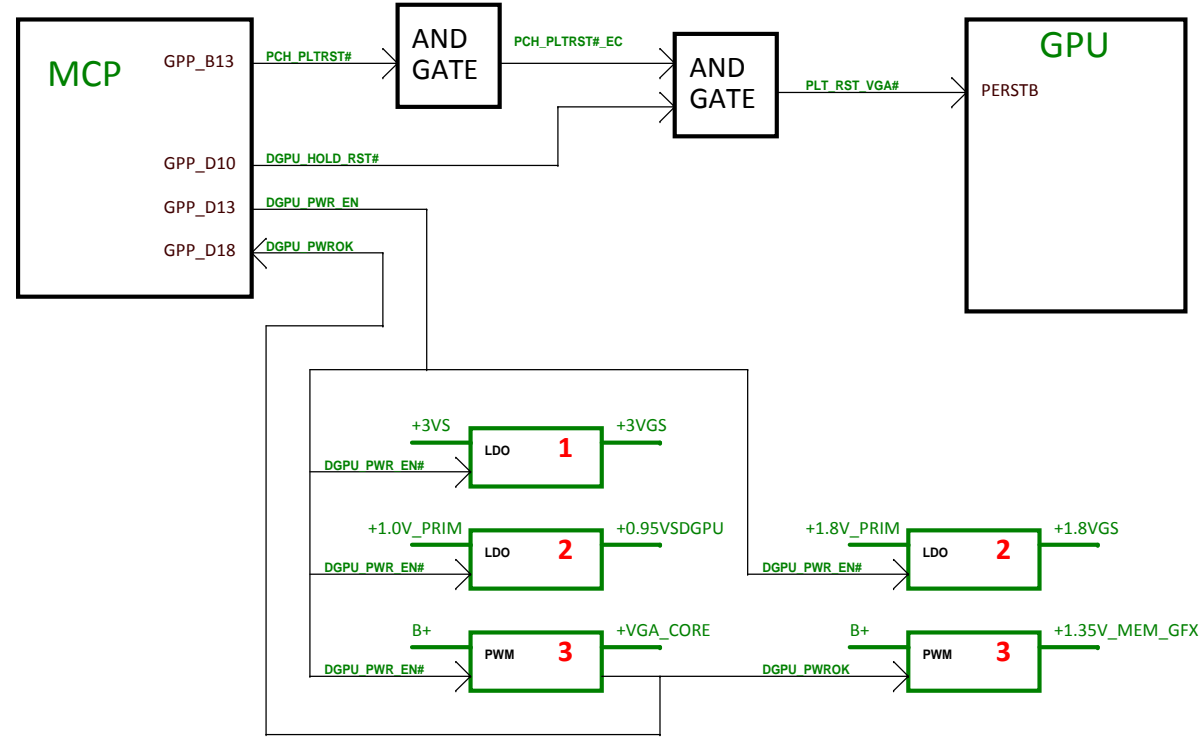 MCP
GPP_B13
PCH_PLTRST#
AND
GATE
PCH_PLTRST#_EC
AND
GATE
PLT_RST_VGA#
GPU
PERSTB
GPP_D10
DGPU_HOLD_RST#
GPP_D13
DGPU_PWR_EN
GPP_D18
DGPU_PWROK
+3VS
LDO
1
+3VGS
DGPU_PWR_EN#
+1.0V_PRIM
LDO
2
+0.95VSDGPU
DGPU_PWR_EN#
+1.8V_PRIM
LDO
2
+1.8VGS
DGPU_PWR_EN#
B+
PWM
3
+VGA_CORE
DGPU_PWR_EN#
B+
PWM
3
+1.35V_MEM_GFX
DGPU_PWROK